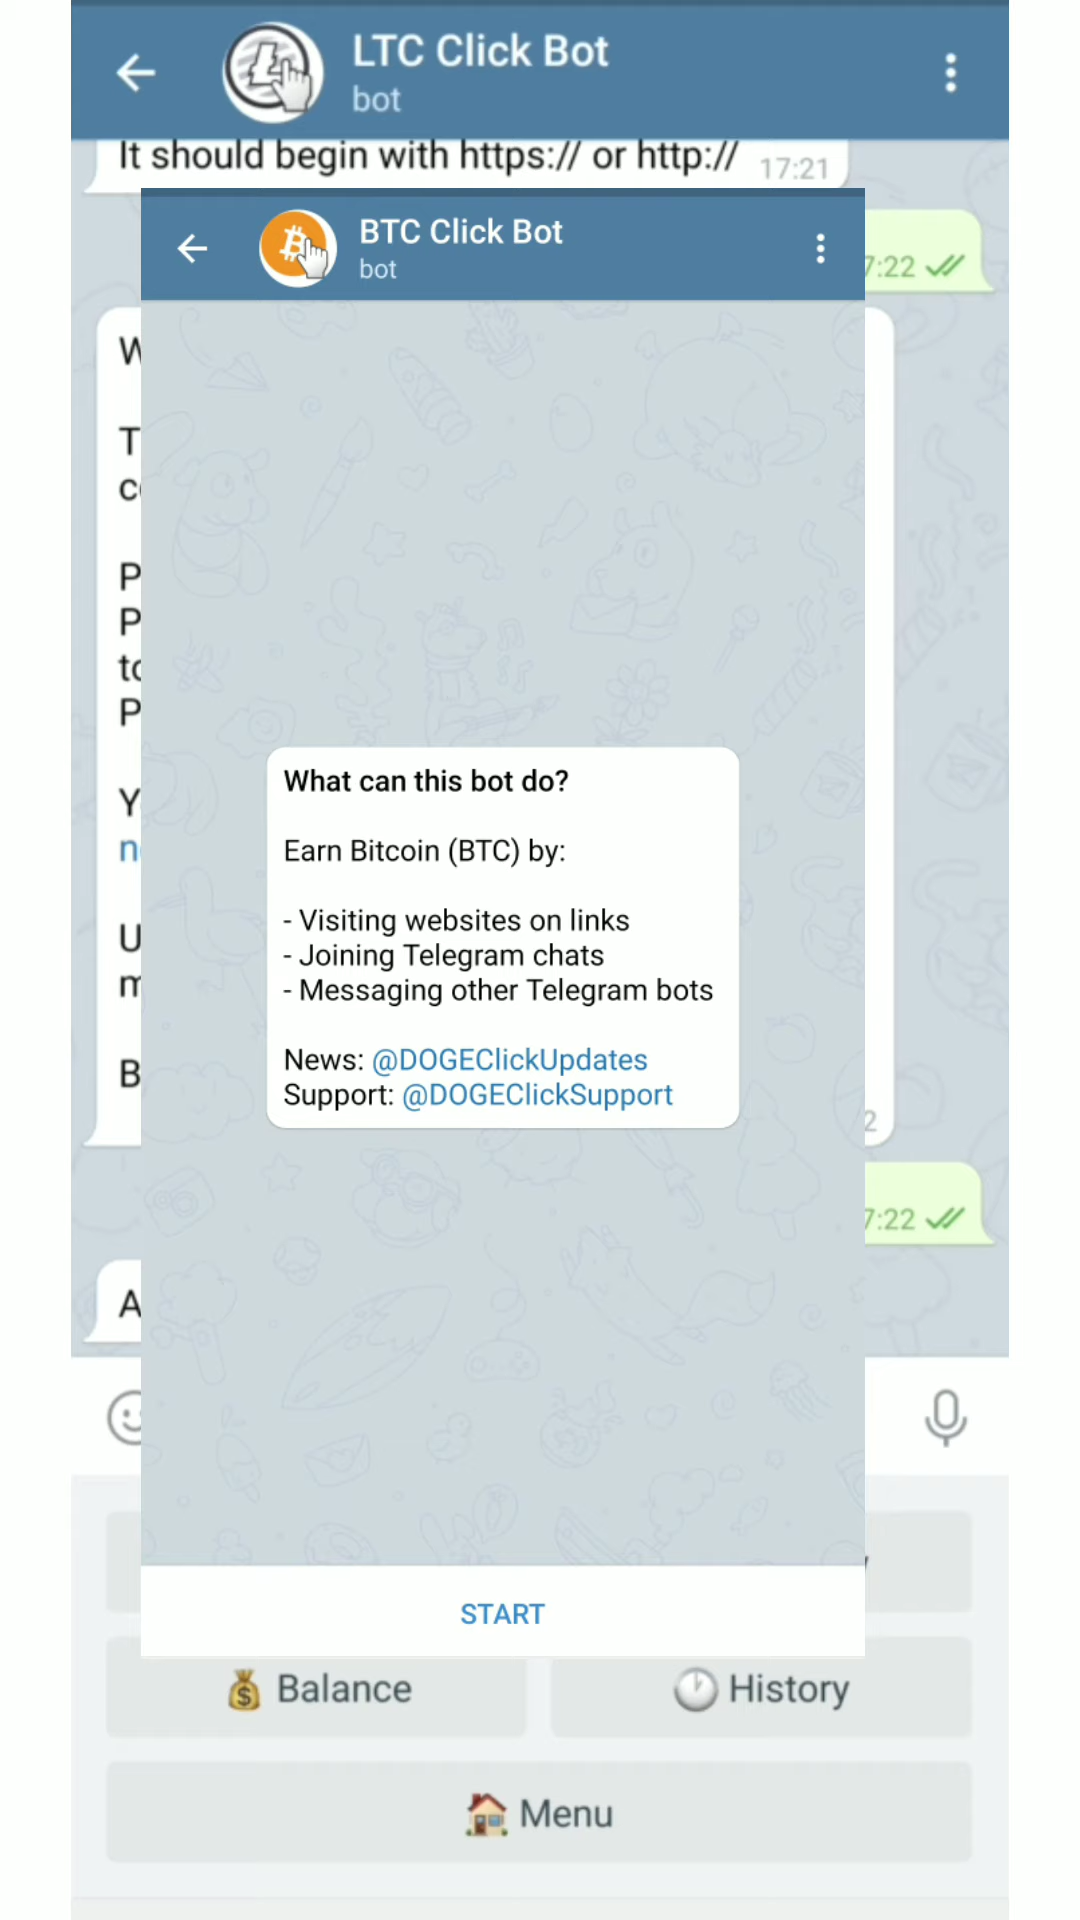 LTC Click Bot
bot
It should begin with https:// or http://
17:21
BTC Click Bot
bot
7:22
What can this bot do?
Earn Bitcoin (BTC) by:
- Visiting websites on links
- Joining Telegram chats
- Messaging other Telegram bots
News: @DOGEClickUpdates
Support: @DOGEClickSupport
7:22
START
Balance
History
Menu